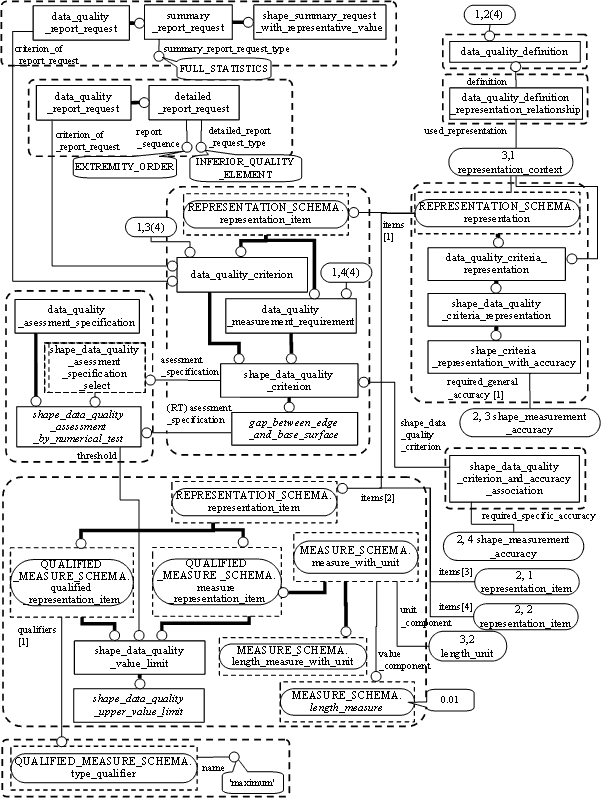 data_quality
_report_request
summary
_report_request
shape_summary_request
_with_representative_value
criterion_of
_report_request
summary_report_request_type
FULL_STATISTICS
1,2(4)
data_quality_definition
definition
data_quality_definition
_representation_relationship
used_representation
3,1
representation_context
data_quality
_report_request
detailed
_report_request
criterion_of
_report_request
report
_sequence
detailed_report
_request_type
EXTREMITY_ORDER
INFERIOR_QUALITY
_ELEMENT
REPRESENTATION_SCHEMA.
representation_item
items
[1]
REPRESENTATION_SCHEMA.
representation
1,3(4)
data_quality_criterion
1,4(4)
data_quality_criteria_
representation
data_quality
_measurement_requirement
shape_data_quality
_criteria_representation
data_quality
_asessment_specification
shape_data_quality
_asessment
_specification
_select
asessment
_specification
shape_data_quality
_criterion
shape_criteria
_representation_with_accuracy
required_general
_accuracy [1]
2, 3 shape_measurement
_accuracy
shape_data_quality
_assessment
_by_numerical_test
(RT) asessment
_specification
gap_between_edge
_and_base_surface
shape_data
_quality
_criterion
threshold
shape_data_quality
_criterion_and_accuracy
_association
required_specific_accuracy
2, 4 shape_measurement
_accuracy
REPRESENTATION_SCHEMA.
representation_item
items[2]
QUALIFIED
_MEASURE_SCHEMA.
qualified
_representation_item
QUALIFIED
_MEASURE_SCHEMA.
measure
_representation_item
MEASURE_SCHEMA.
measure_with_unit
items[3]
2, 1
representation_item
items[4]
2, 2
representation_item
unit
_component
3,2
length_unit
qualifiers
[1]
shape_data_quality
_value_limit
MEASURE_SCHEMA.
length_measure_with_unit
value
_component
shape_data_quality
_upper_value_limit
MEASURE_SCHEMA.
length_measure
0.01
QUALIFIED_MEASURE_SCHEMA.
type_qualifier
name
'maximum'